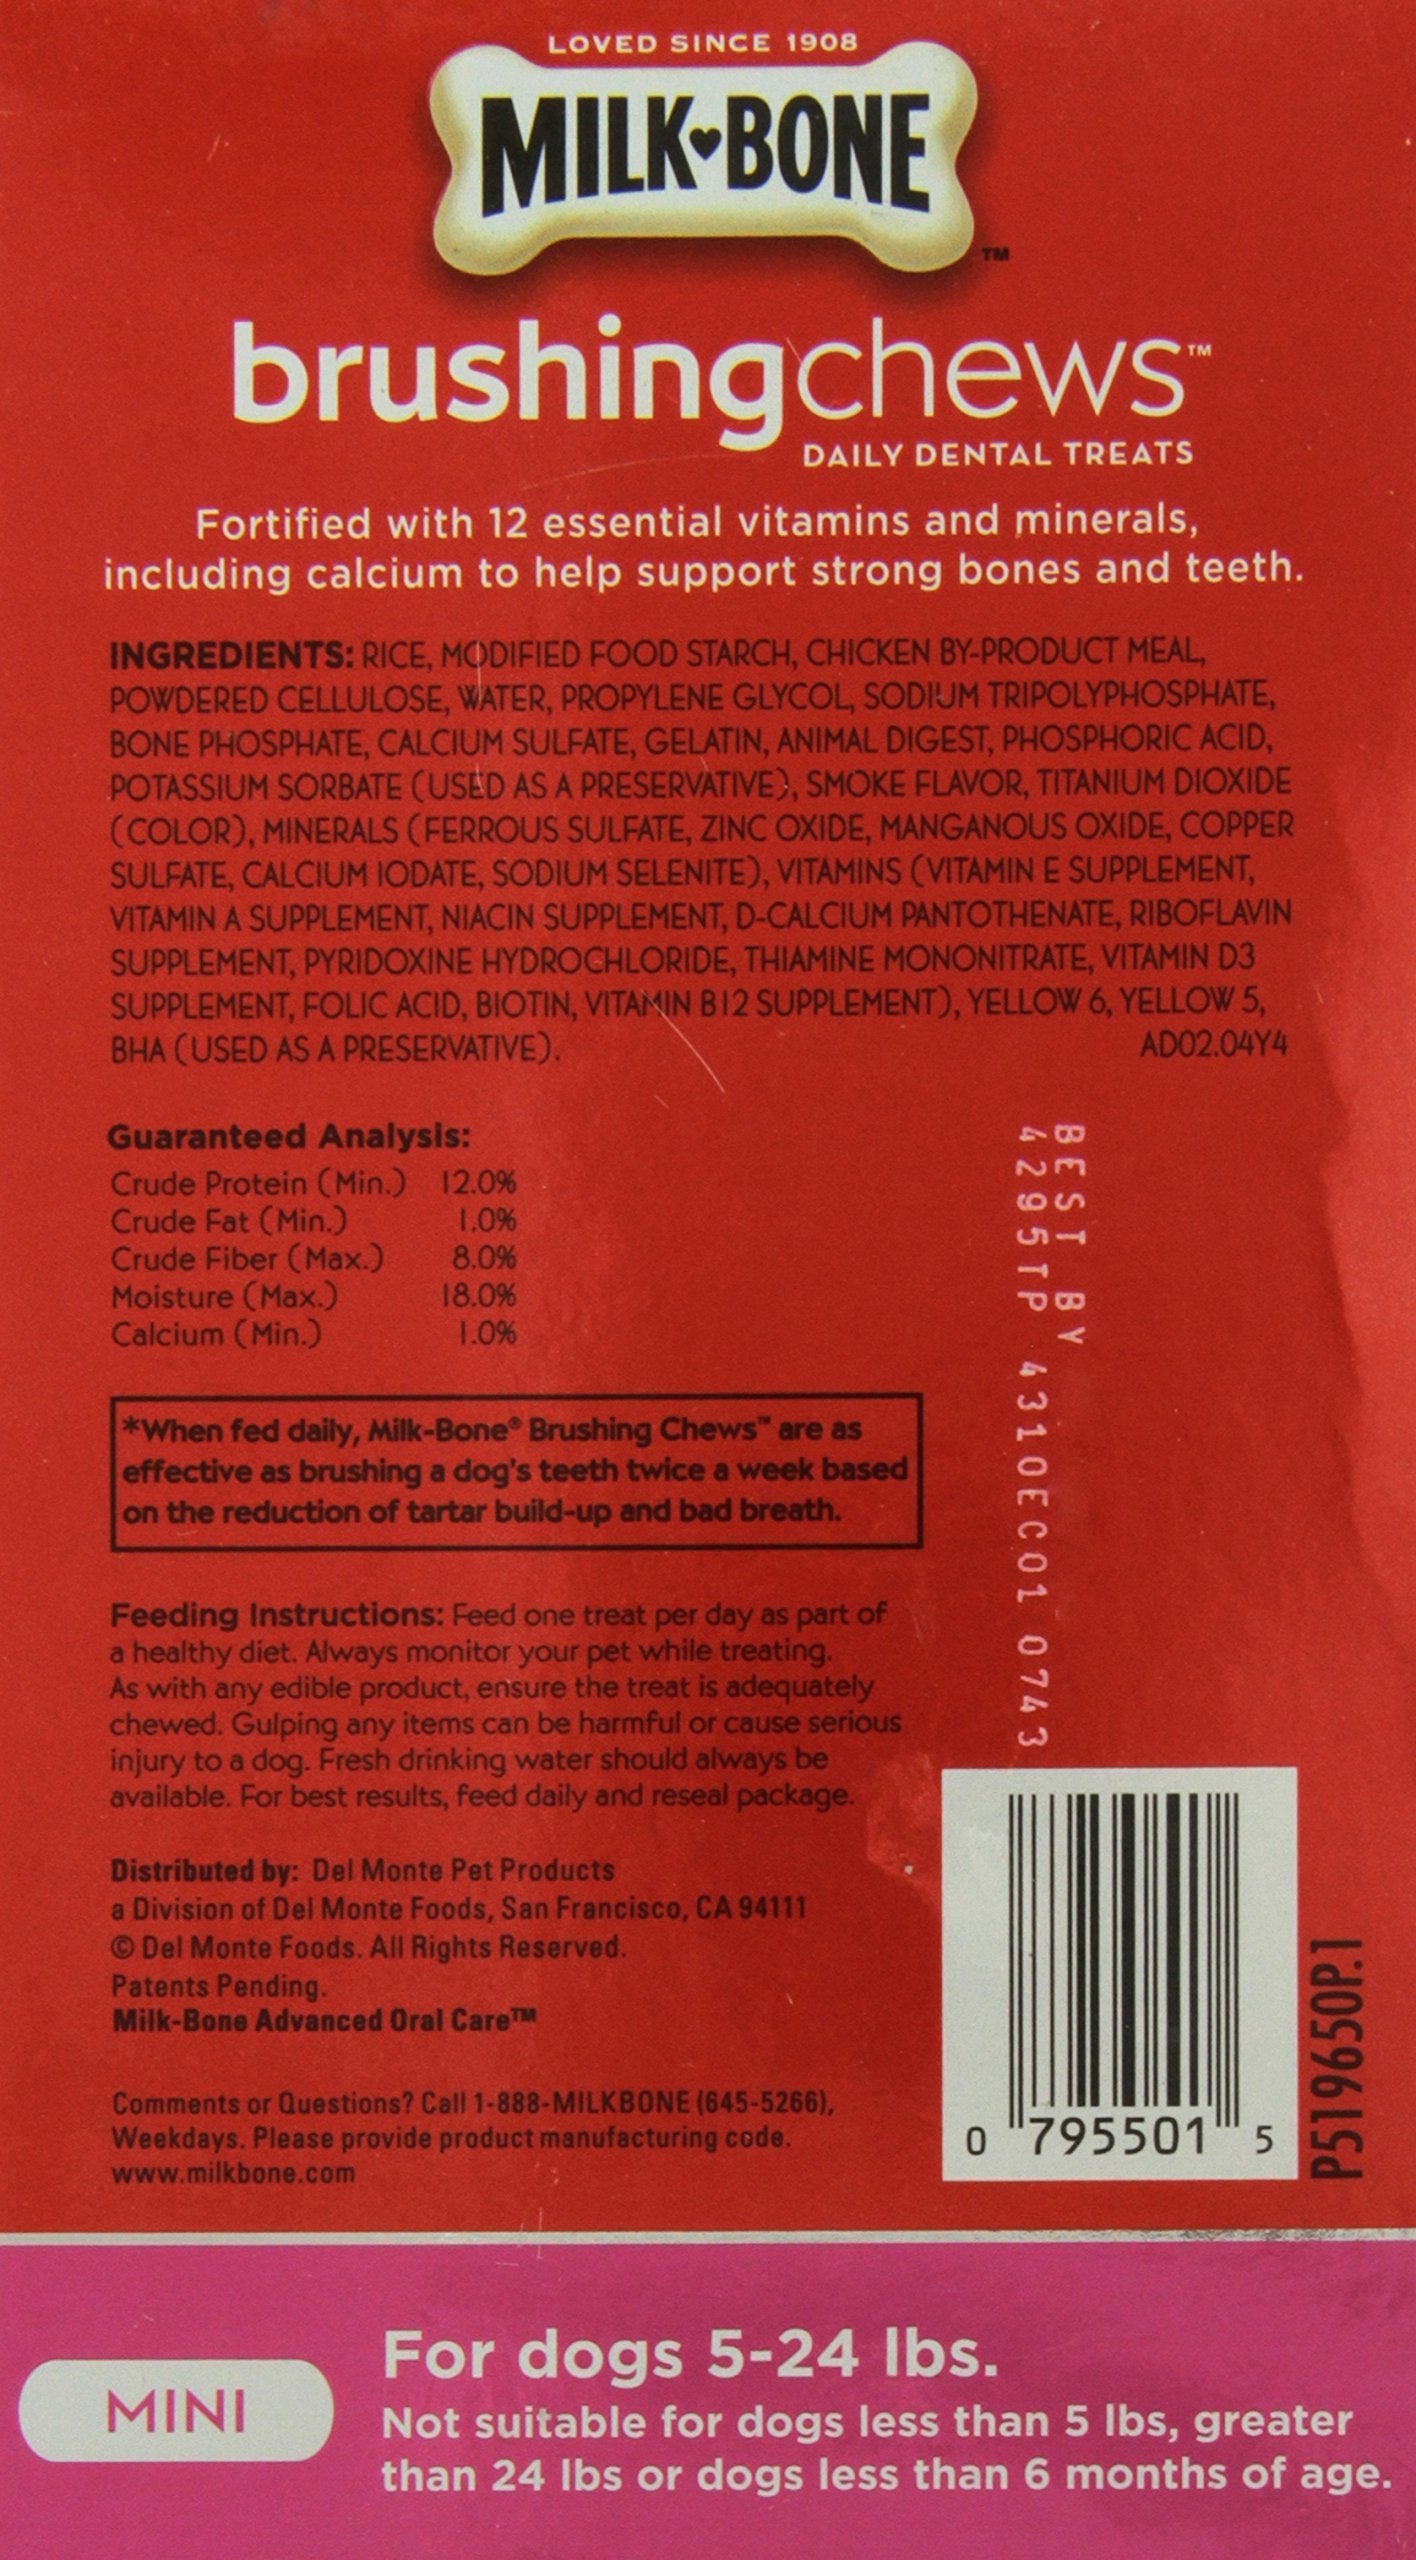 LOVED SINCE 1908
MILK♥BONE
TM
brushingchews™
DAILY DENTAL TREATS
Fortified with 12 essential vitamins and minerals,
including calcium to help support strong bones and teeth.
INGREDIENTS: RICE, MODIFIED FOOD STARCH, CHICKEN BY-PRODUCT MEAL,
POWDERED CELLULOSE, WATER, PROPYLENE GLYCOL, SODIUM TRIPOLYPHOSPHATE,
BONE PHOSPHATE, CALCIUM SULFATE, GELATIN, ANIMAL DIGEST, PHOSPHORIC ACID,
POTASSIUM SORBATE (USED AS A PRESERVATIVE), SMOKE FLAVOR, TITANIUM DIOXIDE
(COLOR), MINERALS (FERROUS SULFATE, ZINC OXIDE, MANGANOUS OXIDE, COPPER
SULFATE, CALCIUM IODATE, SODIUM SELENITE), VITAMINS (VITAMIN E SUPPLEMENT,
VITAMIN A SUPPLEMENT, NIACIN SUPPLEMENT, D-CALCIUM PANTOTHENATE, RIBOFLAVIN
SUPPLEMENT, PYRIDOXINE HYDROCHLORIDE, THIAMINE MONONITRATE, VITAMIN D3
SUPPLEMENT, FOLIC ACID, BIOTIN, VITAMIN B12 SUPPLEMENT), YELLOW 6, YELLOW 5,
BHA (USED AS A PRESERVATIVE). AD02.04Y4
Guaranteed Analysis:
Crude Protein (Min.) 12.0%
Crude Fat (Min.) 1.0%
Crude Fiber (Max.) 8.0%
Moisture (Max.) 18.0%
Calcium (Min.) 1.0%
BEST BY
4295TP 4310EC01 0743
*When fed daily, Milk-Bone® Brushing Chews™ are as
effective as brushing a dog's teeth twice a week based
on the reduction of tartar build-up and bad breath.
Feeding Instructions: Feed one treat per day as part of
a healthy diet. Always monitor your pet while treating.
As with any edible product, ensure the treat is adequately
chewed. Gulping any items can be harmful or cause serious
injury to a dog. Fresh drinking water should always be
available. For best results, feed daily and reseal package.
Distributed by: Del Monte Pet Products
a Division of Del Monte Foods, San Francisco, CA 94111
© Del Monte Foods. All Rights Reserved.
Patents Pending.
Milk-Bone Advanced Oral Care™
Comments or Questions? Call 1-888-MILKBONE (645-5266),
Weekdays. Please provide product manufacturing code.
www.milkbone.com
0 795501 5
P519650P.1
MINI
For dogs 5-24 lbs.
Not suitable for dogs less than 5 lbs, greater
than 24 lbs or dogs less than 6 months of age.